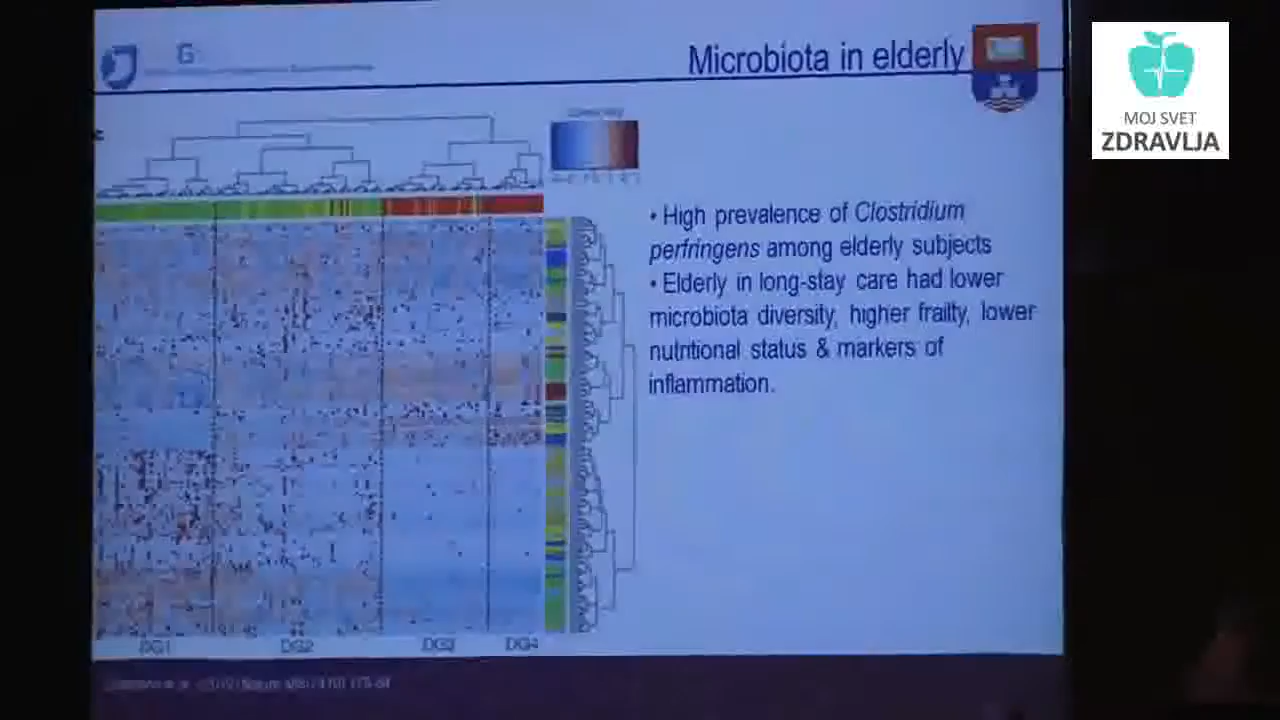 Microbiota in elderly
MOJ SVET
ZDRAVLJA
• High prevalence of Clostridium
perfringens among elderly subjects
• Elderly in long-stay care had lower
microbiota diversity, higher frailty, lower
nutritional status & markers of
inflammation.
DG1 DG2 DG3 DG4